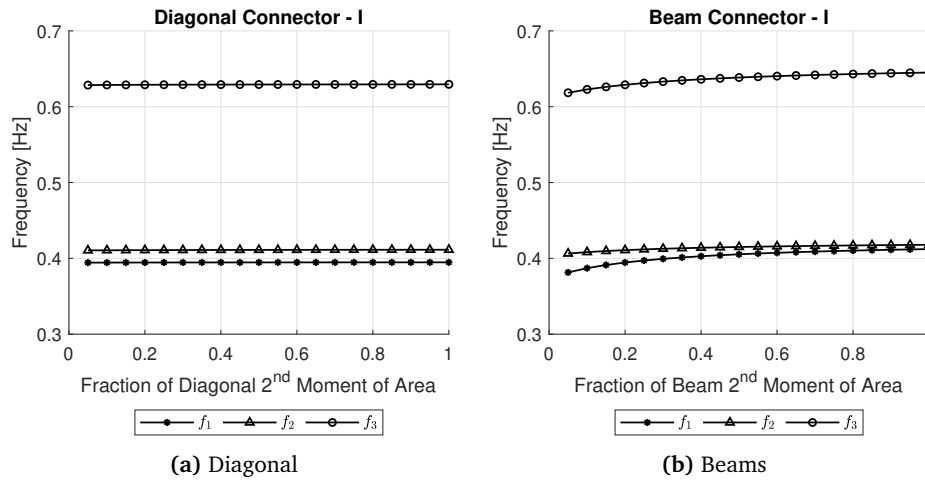 Diagonal Connector - I
0.7
0.6
0.5
0.4
0.3
Frequency [Hz]
0 0.2 0.4 0.6 0.8 1
Fraction of Diagonal 2nd Moment of Area
f1 f2 f3
(a) Diagonal
Beam Connector - I
0.7
0.6
0.5
0.4
0.3
Frequency [Hz]
0 0.2 0.4 0.6 0.8
Fraction of Beam 2nd Moment of Area
f1 f2 f3
(b) Beams